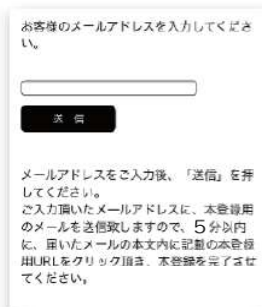 お客様のメールアドレスを入力してくださ
い。
送 信
メールアドレスをご入力後、「送信」を押
してください。
ご入力頂いたメールアドレスに、本登録用
のメールを送信致しますので、5分以内
に、届いたメールの本文内に記載の本登録
用URLをクリック頂き、本登録を完了させ
てください。